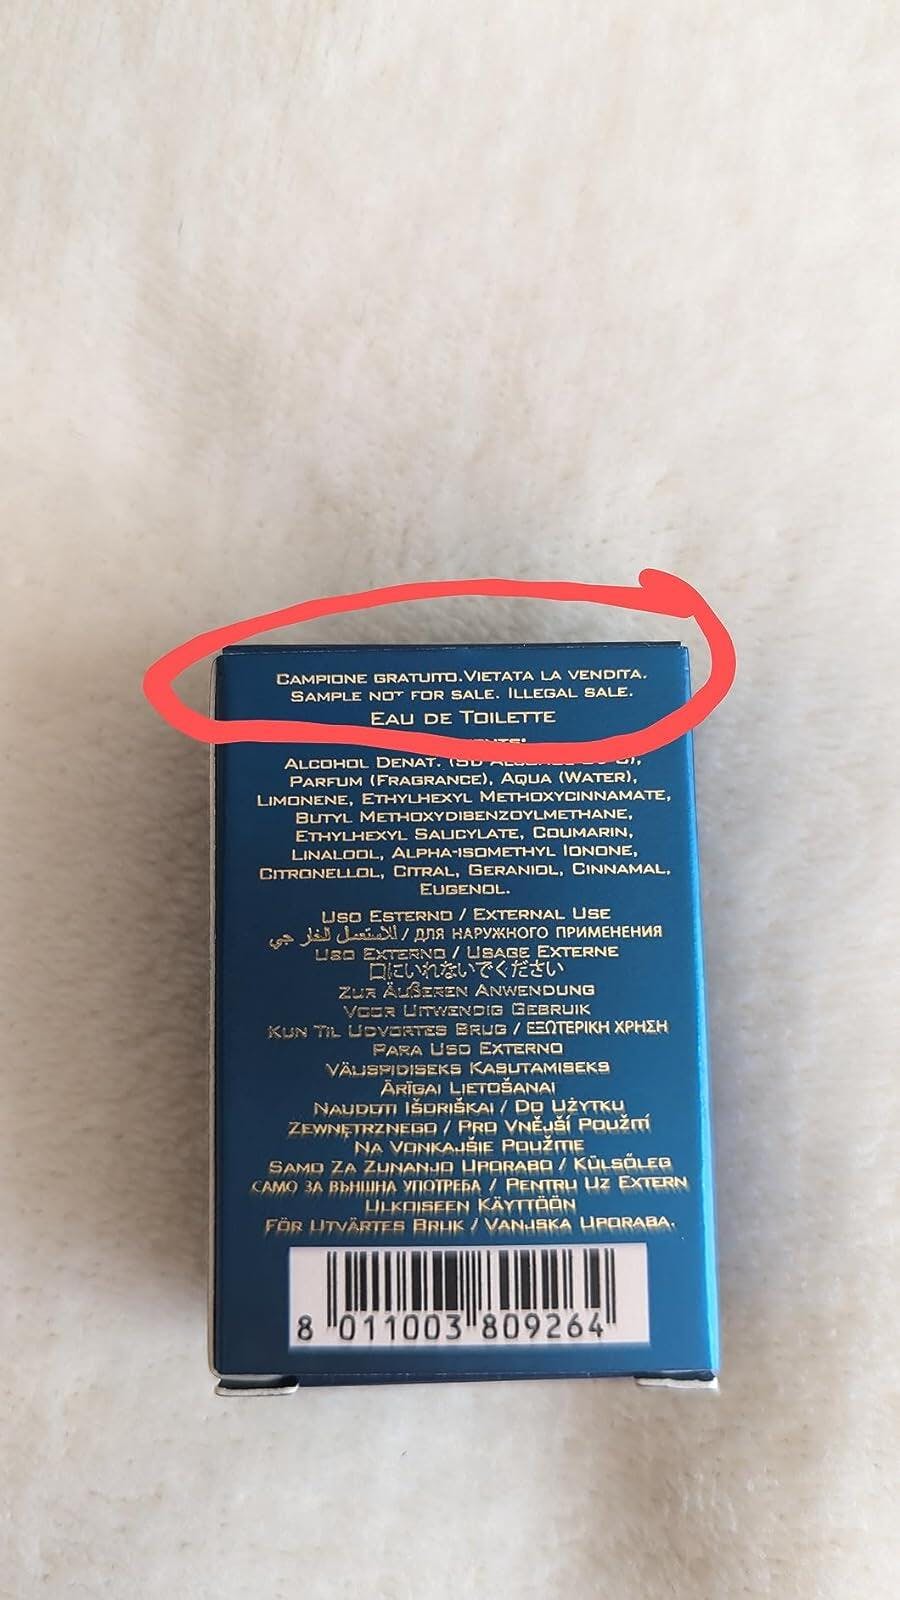 CAMPIONE GRATUITO.VIETATA LA VENDITA.
SAMPLE NOT FOR SALE. ILLEGAL SALE.
EAU DE TOILETTE
ALCOHOL DENAT.
PARFUM (FRAGRANCE), AQUA (WATER),
LIMONENE, ETHYLHEXYL METHOXYCINNAMATE,
BUTYL METHOXYDIBENZOYLMETHANE,
ETHYLHEXYL SALICYLATE, COUMARIN,
LINALOOL, ALPHA-ISOMETHYL IONONE,
CITRONELLOL, CITRAL, GERANIOL, CINNAMAL,
EUGENOL.
USO ESTERNO / EXTERNAL USE
للاستعمل الخار جي / ДЛЯ НАРУЖНОГО ПРИМЕНЕНИЯ
USO EXTERNO / USAGE EXTERNE
口にいれないでください
ZUR ÄUßEREN ANWENDUNG
VOOR UITWENDIG GEBRUIK
KUN TIL UDVORTES BRUG / ΕΞΩΤΕΡΙΚΗ ΧΡΗΣΗ
PARA USO EXTERNO
VÄLISPIDISEKS KASUTAMISEKS
ĀRĪGAI LIETOŠANAI
NAUDOTI IŠORIŠKAI / DO UŻYTKU
ZEWNĘTRZNEGO / PRO VNĚJŠÍ POUŽITÍ
NA VONKAJŠIE POUŽITIE
SAMO ZA ZUNANJO UPORABO / KÜLSŐLEG
САМО ЗА ВЪНШНА УПОТРЕБА / PENTRU UZ EXTERN
ULKOISEEN KÄYTTÖÖN
FÖR UTVÄRTES BRUK / VANJSKA UPORABA.
8 011003 809264